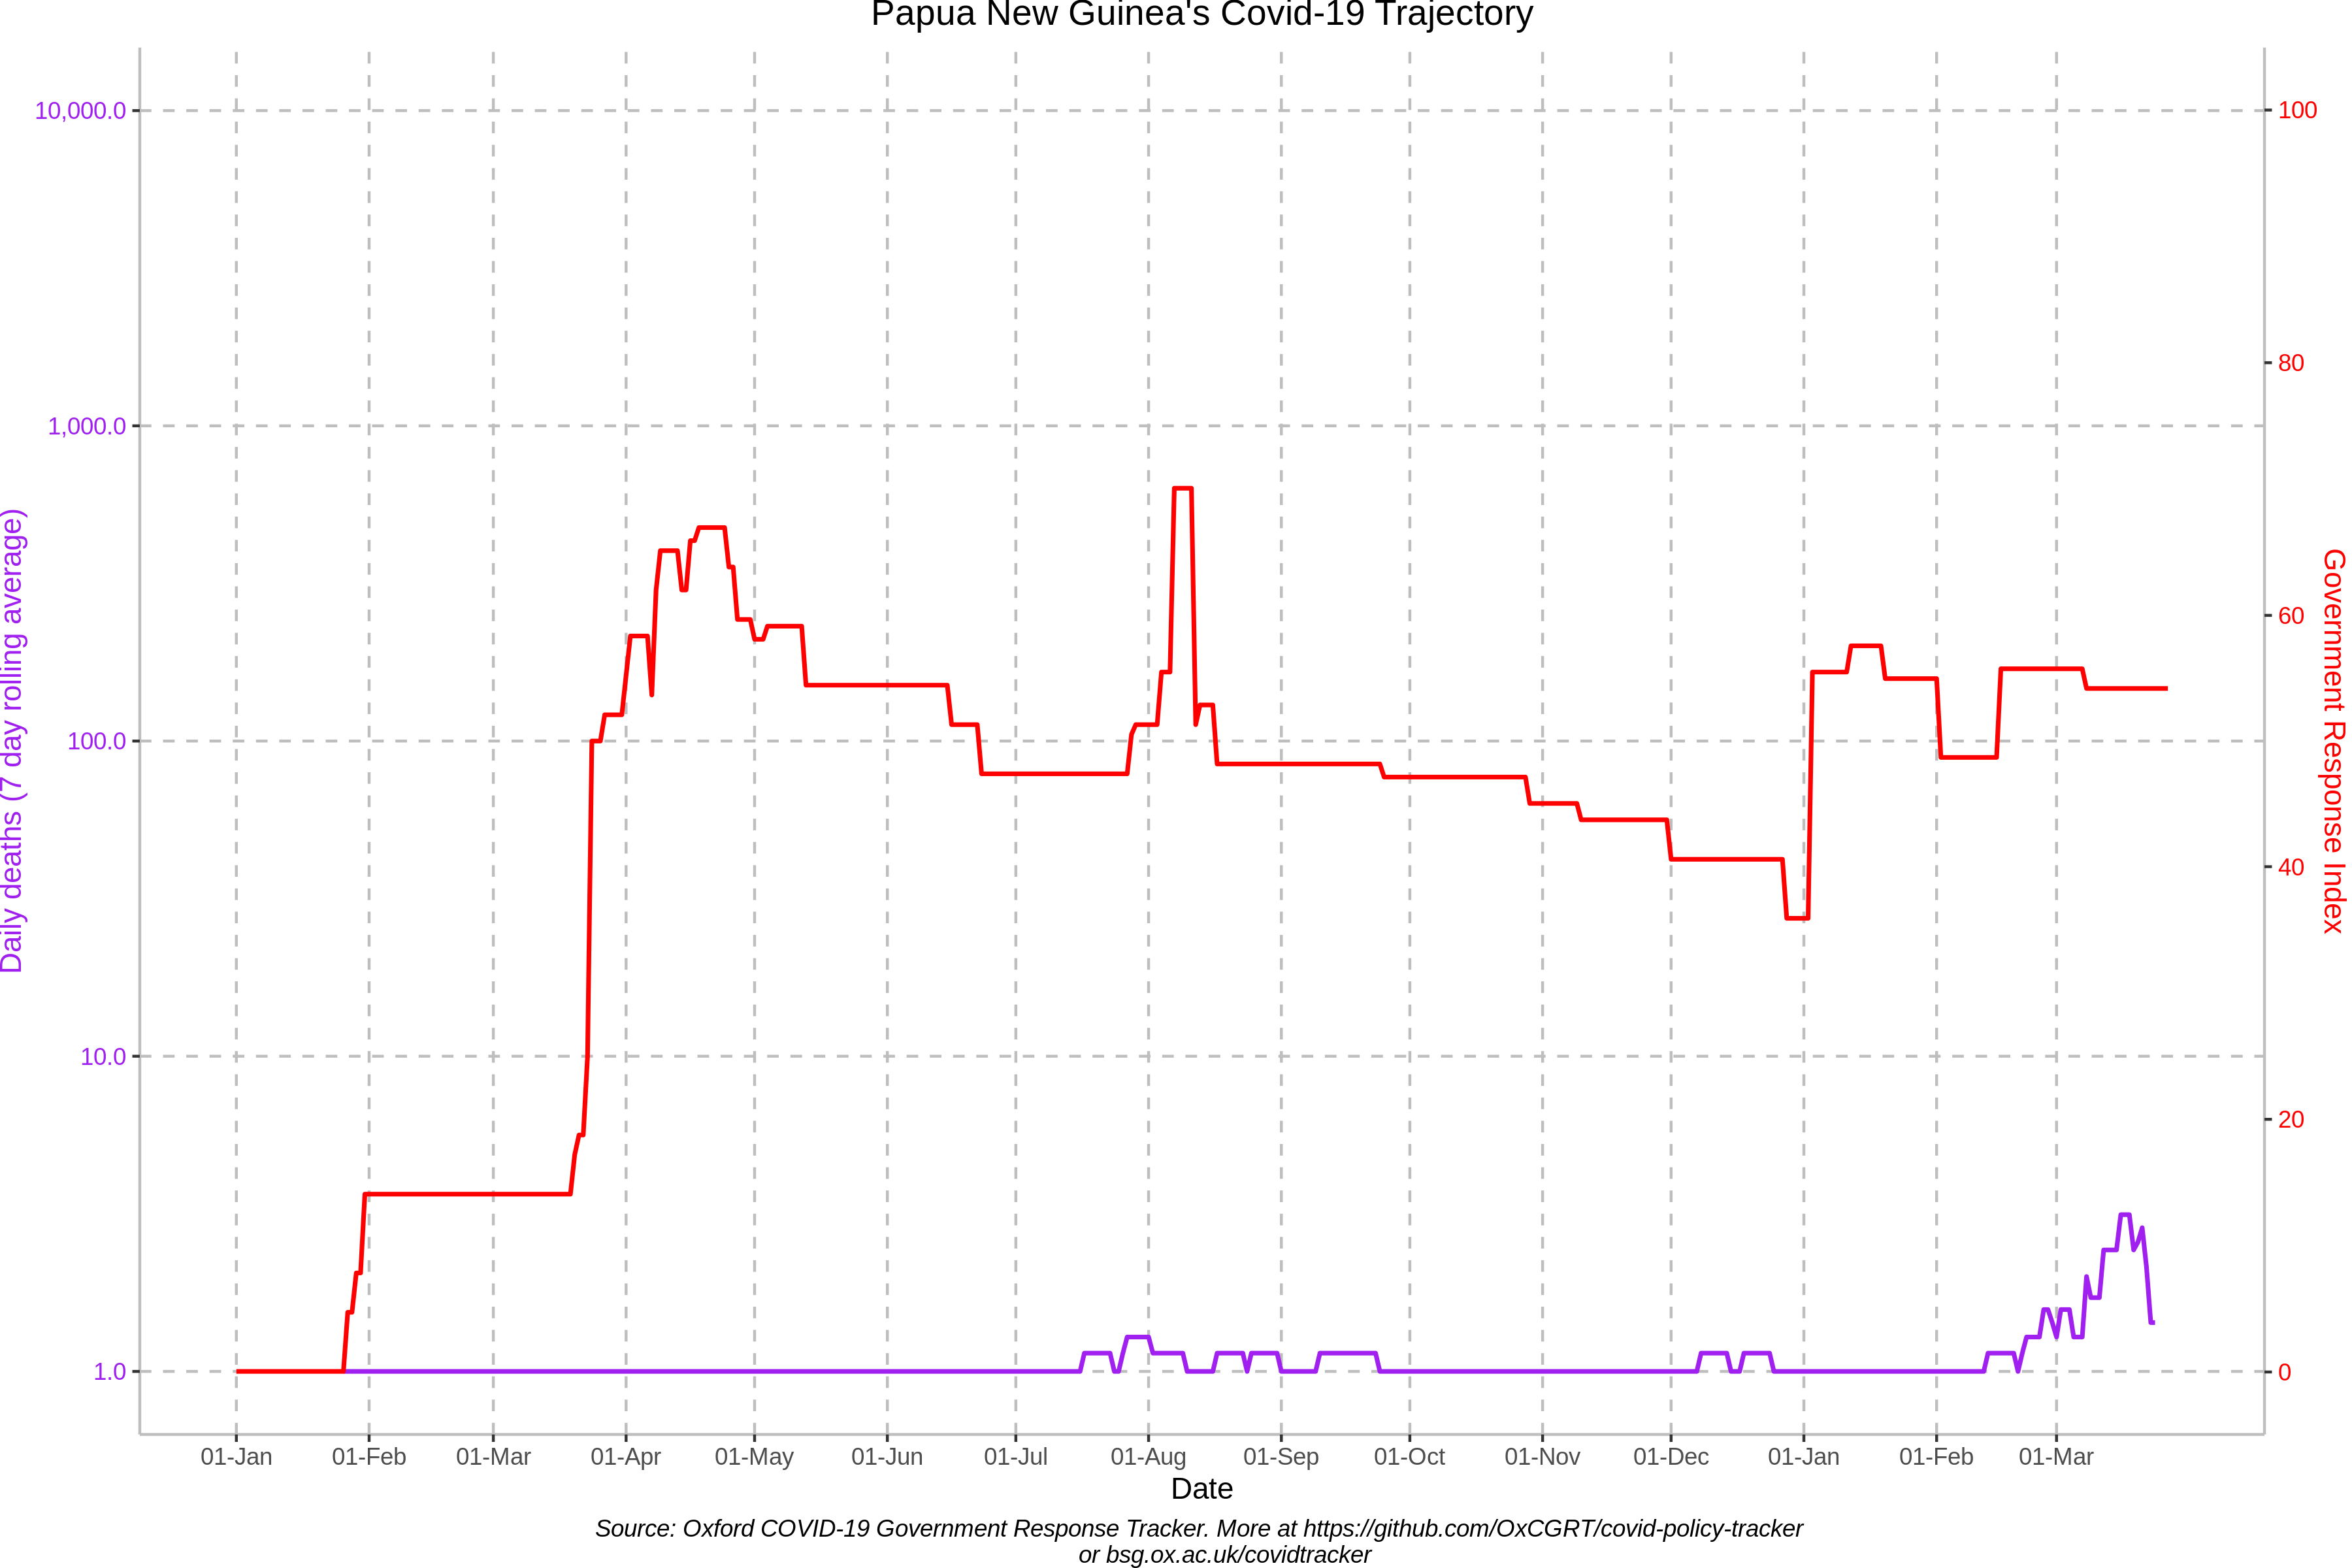 Papua New Guinea's Covid-19 Trajectory
10,000.0
1,000.0
100.0
10.0
1.0
Daily deaths (7 day rolling average)
100
80
60
40
20
0
Government Response Index
01-Jan
01-Feb
01-Mar
01-Apr
01-May
01-Jun
01-Jul
01-Aug
01-Sep
01-Oct
01-Nov
01-Dec
01-Jan
01-Feb
01-Mar
Date
Source: Oxford COVID-19 Government Response Tracker. More at https://github.com/OxCGRT/covid-policy-tracker
or bsg.ox.ac.uk/covidtracker